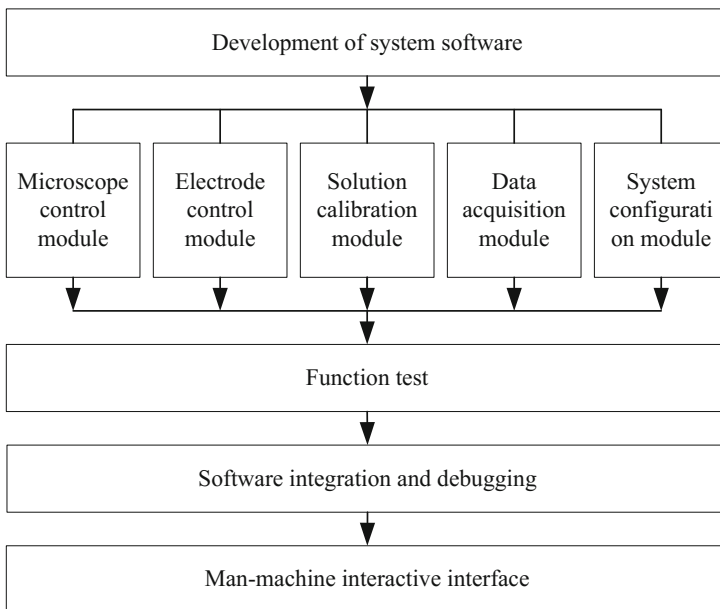 Development of system software
Microscope
control
module
Electrode
control
module
Solution
calibration
module
Data
acquisition
module
System
configurati
on module
Function test
Software integration and debugging
Man-machine interactive interface